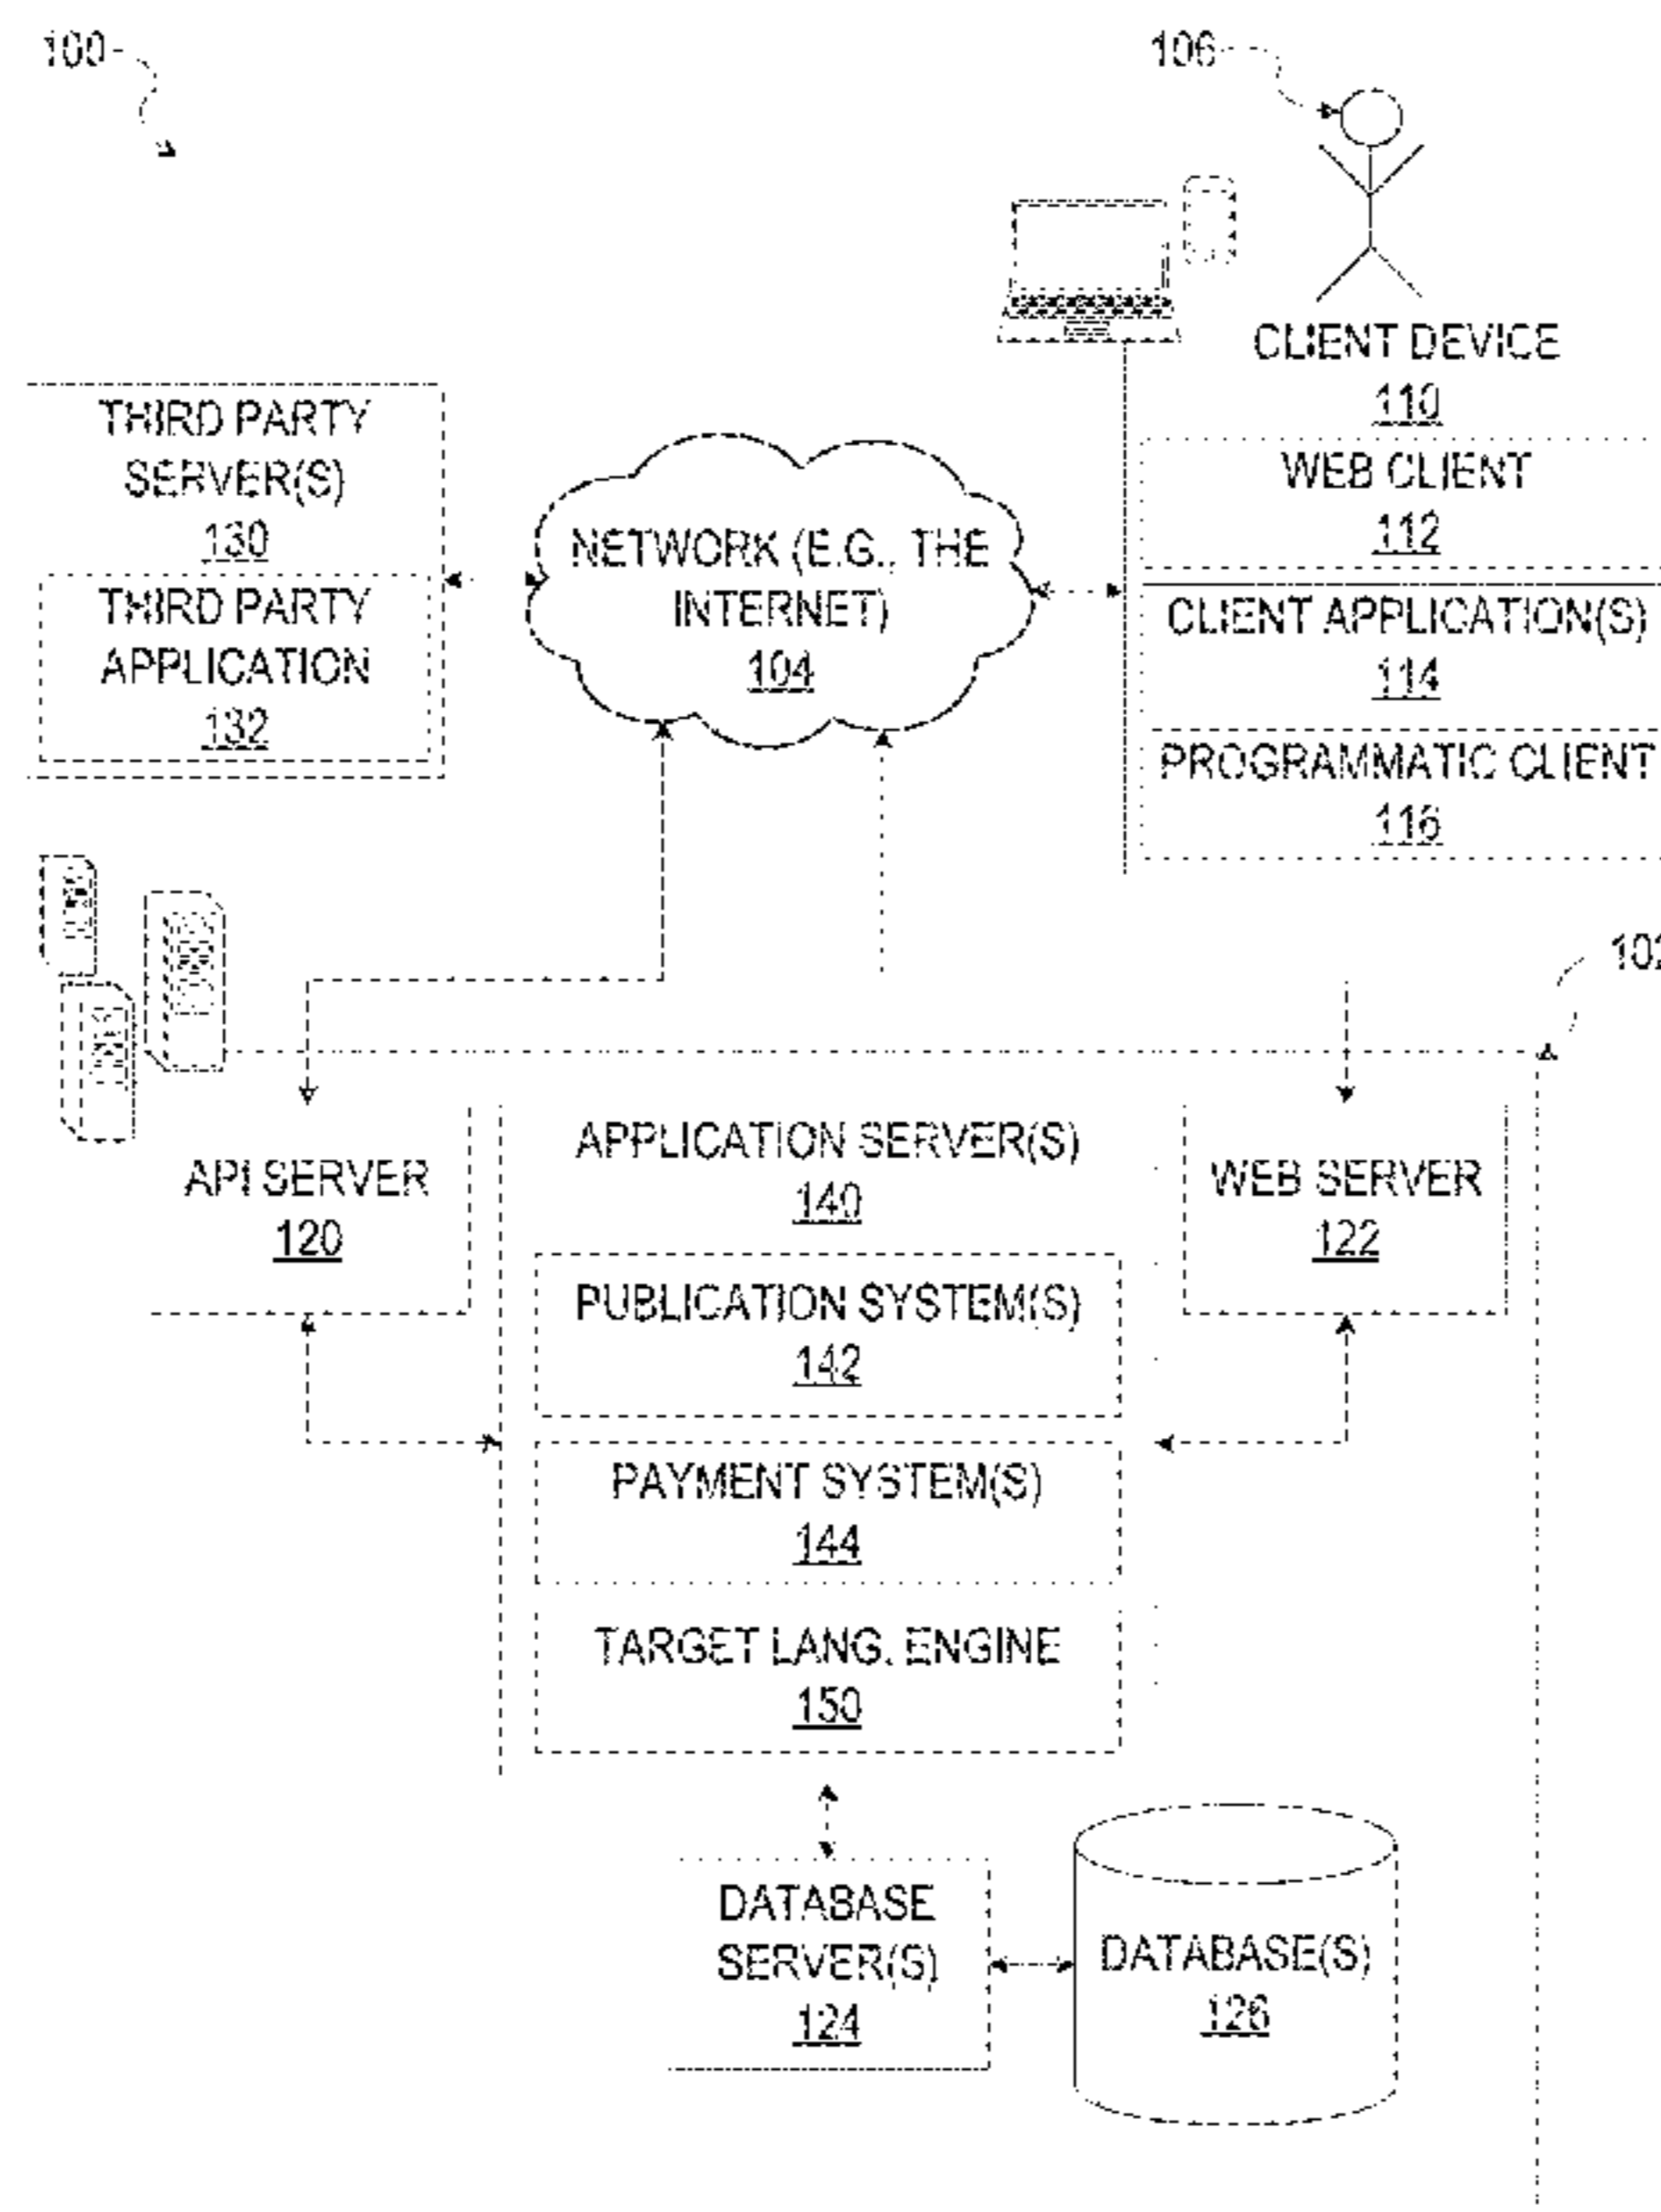 100
106
CLIENT DEVICE
110
THIRD PARTY
SERVER(S)
130
THIRD PARTY
APPLICATION
132
NETWORK (E.G., THE
INTERNET)
104
WEB CLIENT
112
CLIENT APPLICATION(S)
114
PROGRAMMATIC CLIENT
116
102
API SERVER
120
APPLICATION SERVER(S)
140
PUBLICATION SYSTEM(S)
142
PAYMENT SYSTEM(S)
144
TARGET LANG. ENGINE
150
WEB SERVER
122
DATABASE
SERVER(S)
124
DATABASE(S)
126